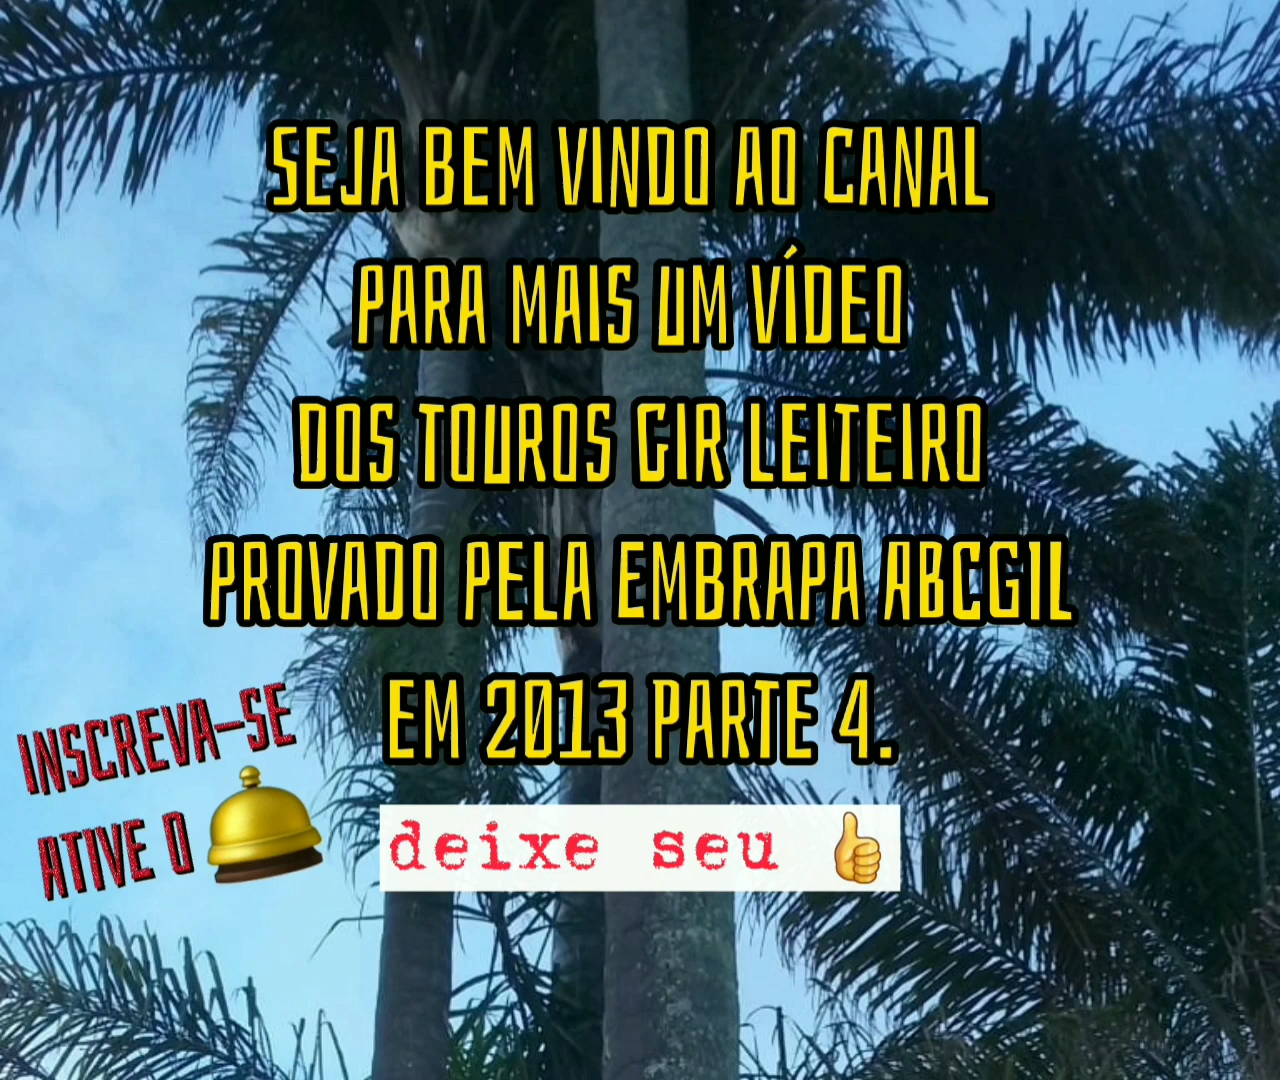 SEJA BEM VINDO AO CANAL
PARA MAIS UM VÍDEO
DOS TOUROS GIR LEITEIRO
PROVADO PELA EMBRAPA ABCGIL
EM 2013 PARTE 4.
INSCREVA-SE
ATIVE O
deixe seu